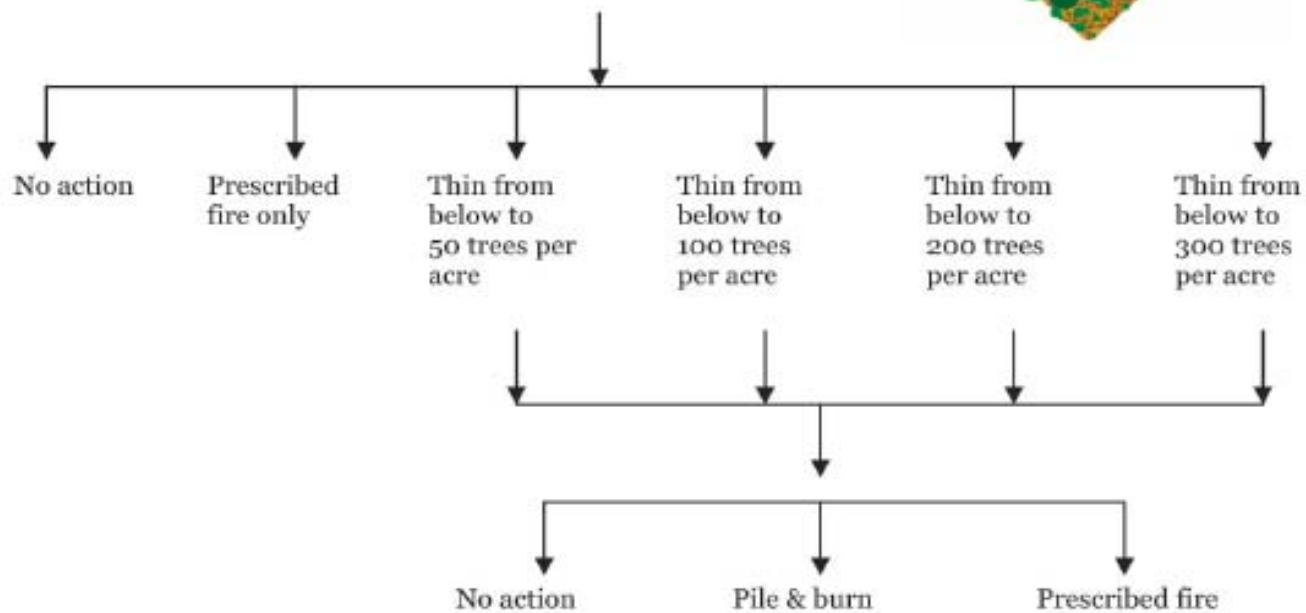 No action
Prescribed
fire only
Thin from
below to
50 trees per
acre
Thin from
below to
100 trees
per acre
Thin from
below to
200 trees
per acre
Thin from
below to
300 trees
per acre
No action
Pile & burn
Prescribed fire